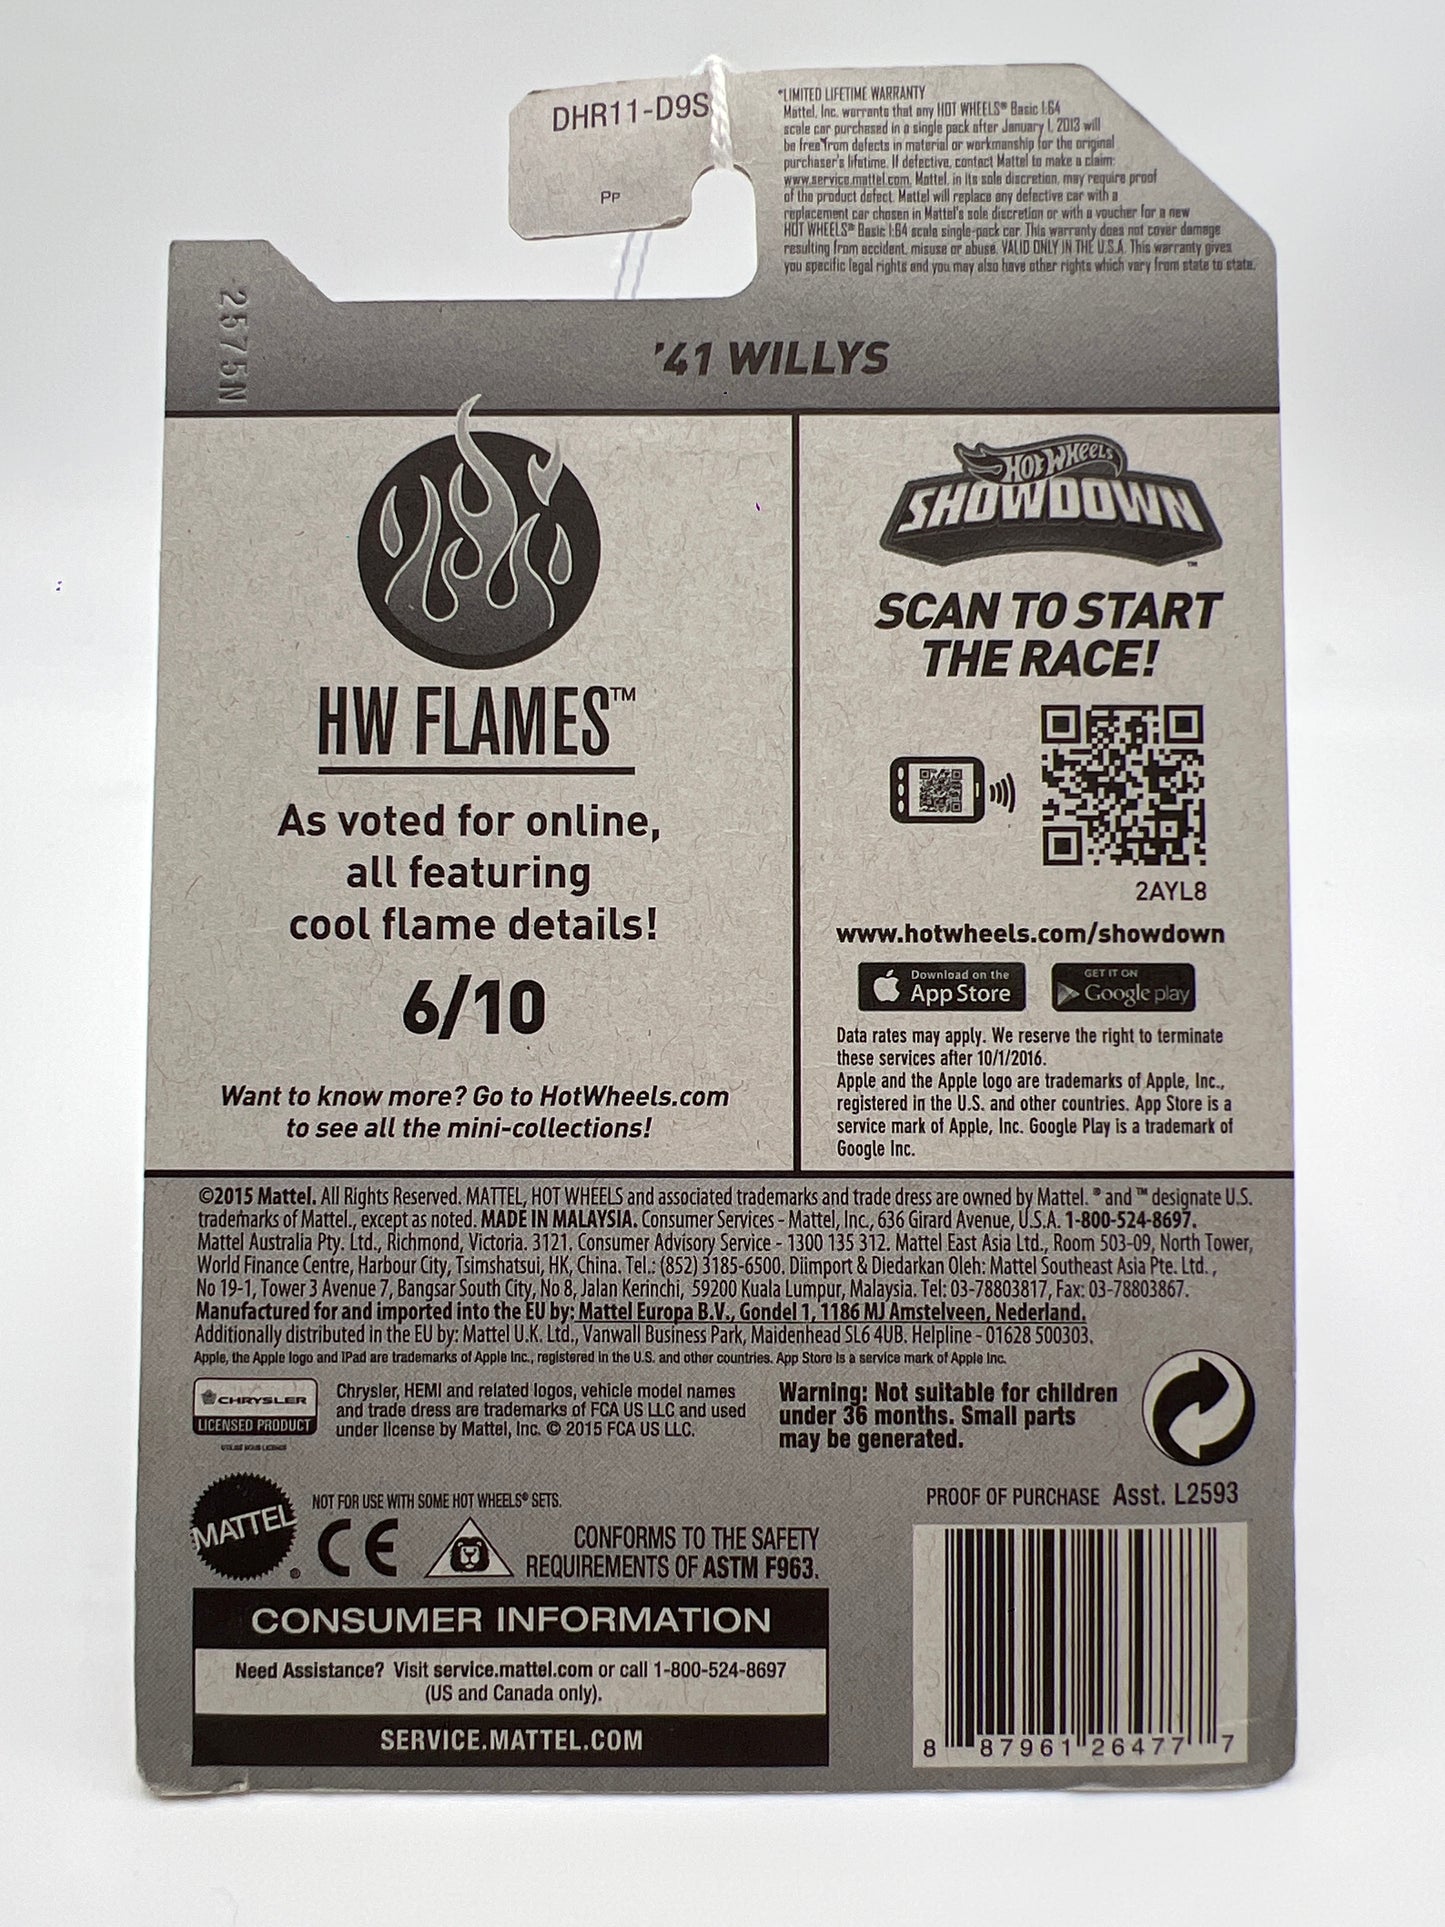 DHR11-D9S
PP
*LIMITED LIFETIME WARRANTY
Mattel, Inc. warrants that any HOT WHEELS® Basic 1:64
scale car purchased in a single pack after January 1, 2013 will
be free from defects in material or workmanship for the original
purchaser's lifetime. If defective, contact Mattel to make a claim:
www.service.mattel.com. Mattel, in its sole discretion, may require proof
of the product defect. Mattel will replace any defective car with a
replacement car chosen in Mattel's sole discretion or with a voucher for a new
HOT WHEELS® Basic 1:64 scale single-pack car. This warranty does not cover damage
resulting from accident, misuse or abuse. VALID ONLY IN THE U.S.A. This warranty gives
you specific legal rights and you may also have other rights which vary from state to state.
2575N
'41 WILLYS
HW FLAMES™
As voted for online,
all featuring
cool flame details!
6/10
Want to know more? Go to HotWheels.com
to see all the mini-collections!
HOT WHEELS
SHOWDOWN™
SCAN TO START
THE RACE!
2AYL8
www.hotwheels.com/showdown
Download on the
App Store
GET IT ON
Google play
Data rates may apply. We reserve the right to terminate
these services after 10/1/2016.
Apple and the Apple logo are trademarks of Apple, Inc.,
registered in the U.S. and other countries. App Store is a
service mark of Apple, Inc. Google Play is a trademark of
Google Inc.
©2015 Mattel. All Rights Reserved. MATTEL, HOT WHEELS and associated trademarks and trade dress are owned by Mattel. ® and ™ designate U.S.
trademarks of Mattel., except as noted. MADE IN MALAYSIA. Consumer Services - Mattel, Inc., 636 Girard Avenue, U.S.A. 1-800-524-8697.
Mattel Australia Pty. Ltd., Richmond, Victoria. 3121. Consumer Advisory Service - 1300 135 312. Mattel East Asia Ltd., Room 503-09, North Tower,
World Finance Centre, Harbour City, Tsimshatsui, HK, China. Tel.: (852) 3185-6500. Diimport & Diedarkan Oleh: Mattel Southeast Asia Pte. Ltd.,
No 19-1, Tower 3 Avenue 7, Bangsar South City, No 8, Jalan Kerinchi, 59200 Kuala Lumpur, Malaysia. Tel: 03-78803817, Fax: 03-78803867.
Manufactured for and imported into the EU by: Mattel Europa B.V., Gondel 1, 1186 MJ Amstelveen, Nederland.
Additionally distributed in the EU by: Mattel U.K. Ltd., Vanwall Business Park, Maidenhead SL6 4UB. Helpline - 01628 500303.
Apple, the Apple logo and iPad are trademarks of Apple Inc., registered in the U.S. and other countries. App Store is a service mark of Apple Inc.
CHRYSLER
LICENSED PRODUCT
UTILISÉ SOUS LICENCE
Chrysler, HEMI and related logos, vehicle model names
and trade dress are trademarks of FCA US LLC and used
under license by Mattel, Inc. © 2015 FCA US LLC.
Warning: Not suitable for children
under 36 months. Small parts
may be generated.
MATTEL®
NOT FOR USE WITH SOME HOT WHEELS® SETS.
CE
CONFORMS TO THE SAFETY
REQUIREMENTS OF ASTM F963.
PROOF OF PURCHASE Asst. L2593
CONSUMER INFORMATION
Need Assistance? Visit service.mattel.com or call 1-800-524-8697
(US and Canada only).
SERVICE.MATTEL.COM
8 87961 26477 7